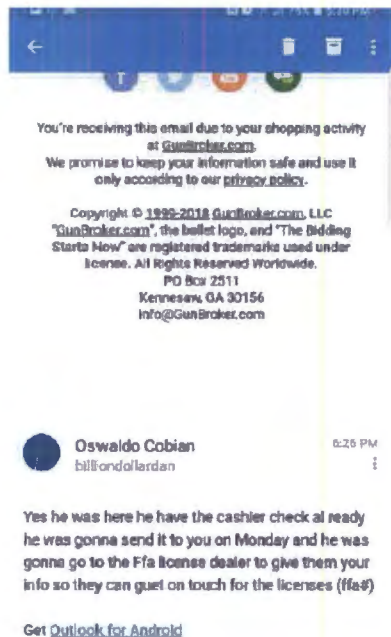 You're receiving this email due to your shopping activity
at GunBroker.com.
We promise to keep your information safe and use it
only according to our privacy policy.
Copyright © 1999-2018 GunBroker.com, LLC
"GunBroker.com", the bullet logo, and "The Bidding
Starts Now" are registered trademarks used under
license. All Rights Reserved Worldwide.
PO Box 2511
Kennesaw, GA 30156
Info@GunBroker.com
Oswaldo Cobian
6:26 PM
billiondollardan
Yes he was here he have the cashier check al ready
he was gonna send it to you on Monday and he was
gonna go to the Ffa license dealer to give them your
info so they can guet on touch for the licenses (ffa#)
Get Outlook for Android